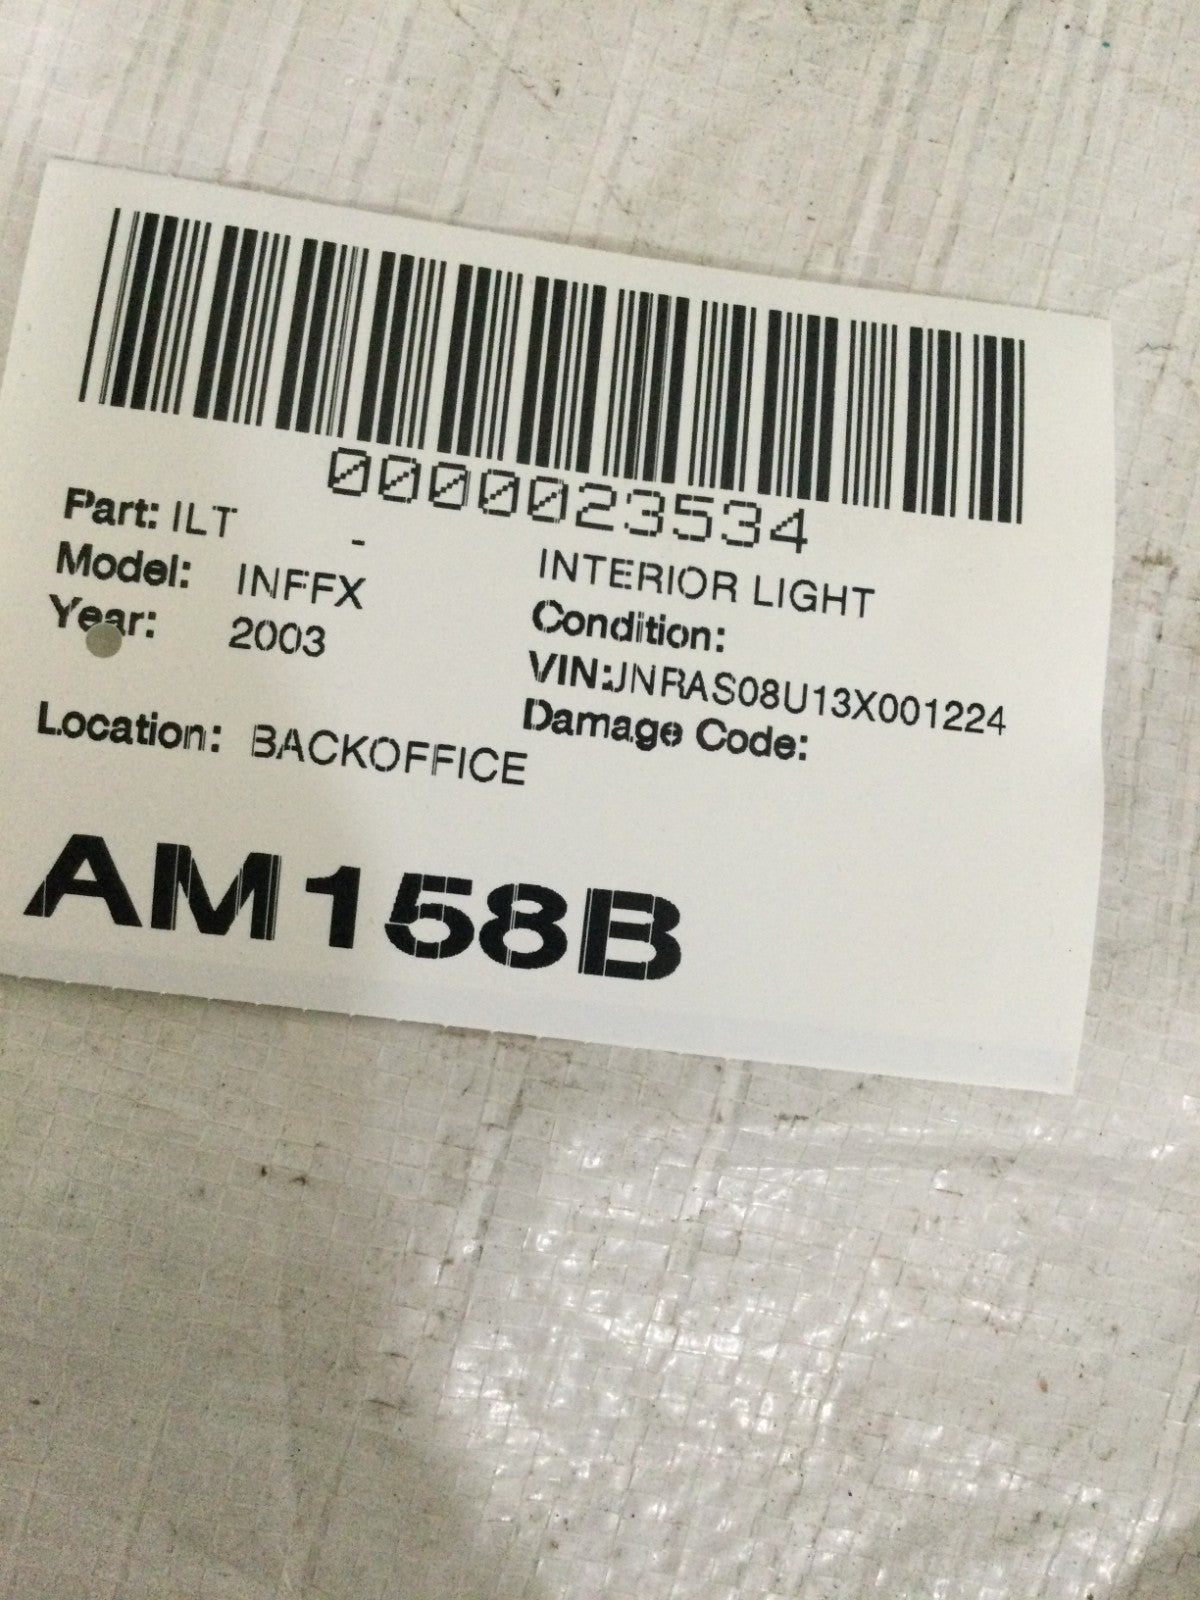 0000023534
Part: ILT - INTERIOR LIGHT
Model: INFFX Condition:
Year: 2003 VIN:JNRAS08U13X001224
Damage Code:
Location: BACKOFFICE
AM158B